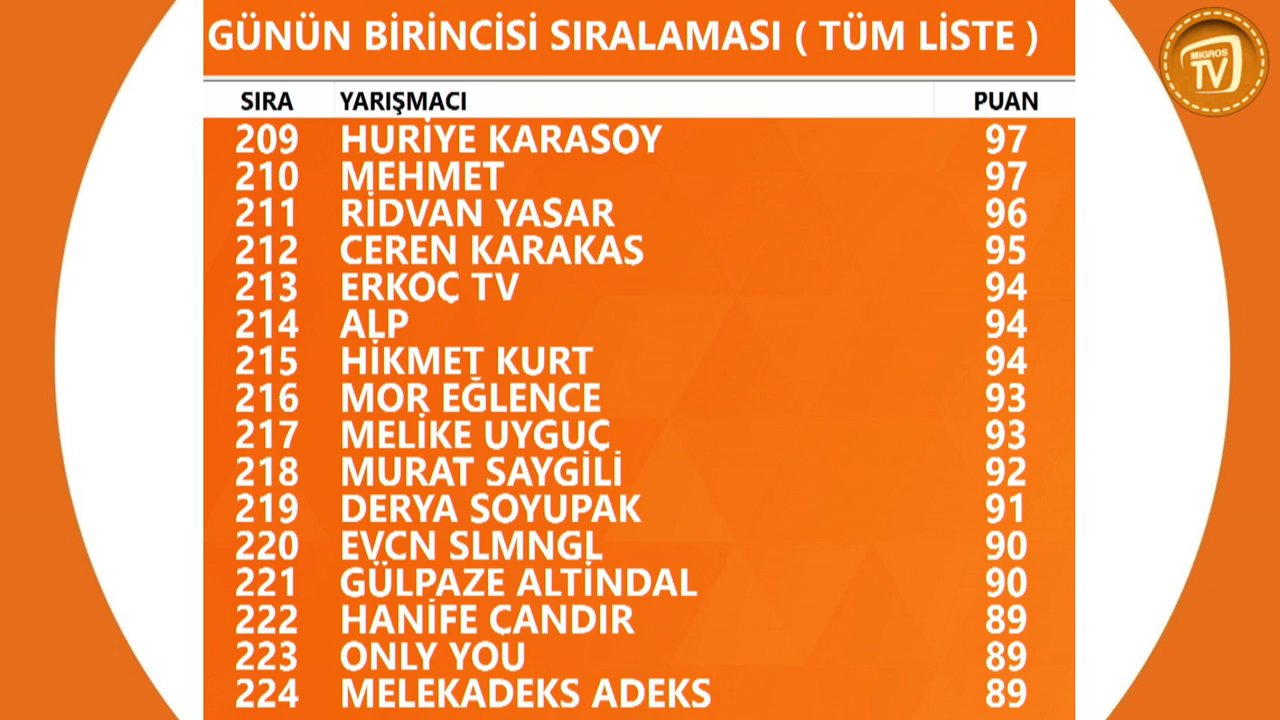 GÜNÜN BİRİNCİSİ SIRALAMASI ( TÜM LİSTE )
MiGROS
TV
SIRA YARIŞMACI PUAN
209 HURİYE KARASOY 97
210 MEHMET 97
211 RİDVAN YASAR 96
212 CEREN KARAKAS 95
213 ERKOC TV 94
214 ALP 94
215 HİKMET KURT 94
216 MOR EĞLENCE 93
217 MELİKE UYGUC 93
218 MURAT SAYGİLİ 92
219 DERYA SOYUPAK 91
220 EVCN SLMNGL 90
221 GÜLPAZE ALTİNDAL 90
222 HANİFE CANDIR 89
223 ONLY YOU 89
224 MELEKADEKS ADEKS 89